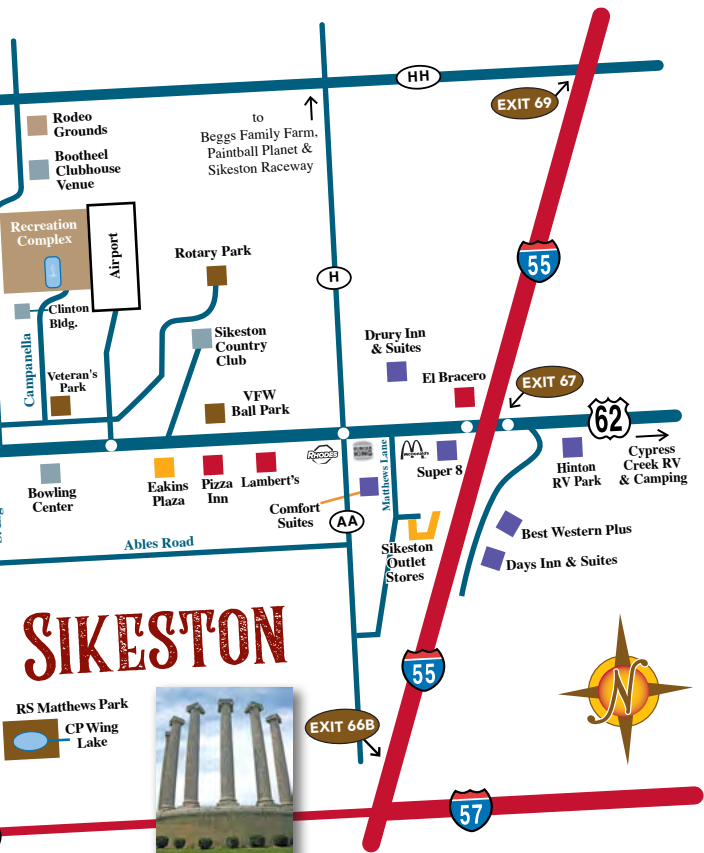 HH
EXIT 69
Rodeo
Grounds
to
Beggs Family Farm,
Paintball Planet &
Sikeston Raceway
Bootheel
Clubhouse
Venue
Recreation
Complex
Airport
Rotary Park
55
H
Clinton
Bldg.
Campanella
Sikeston
Country
Club
Drury Inn
& Suites
El Bracero
EXIT 67
Veteran's
Park
VFW
Ball Park
62
Bowling
Center
Eakins
Plaza
Pizza
Inn
Lambert's
RHODES
BURGER
KING
Matthews Lane
McDonald's
Super 8
Hinton
RV Park
Cypress
Creek RV
& Camping
Comfort
Suites
AA
Ables Road
Sikeston
Outlet
Stores
Best Western Plus
Days Inn & Suites
SIKESTON
55
N
RS Matthews Park
CP Wing
Lake
EXIT 66B
57